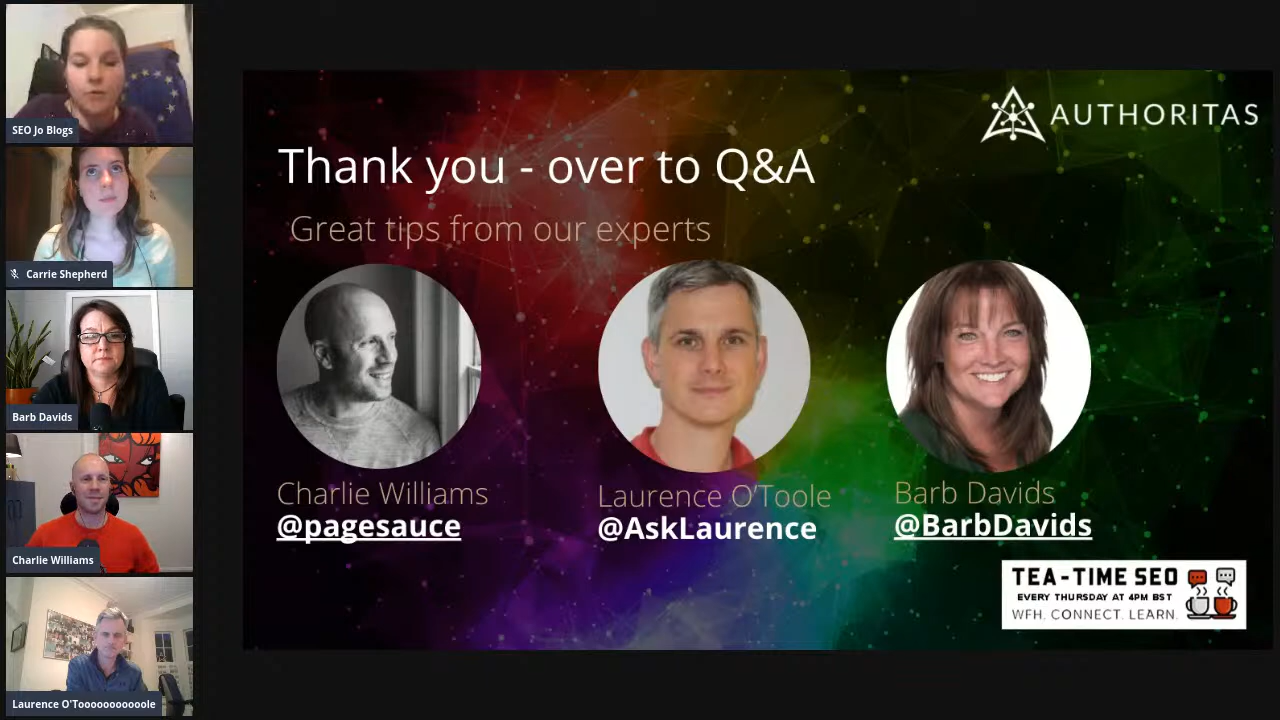 SEO Jo Blogs
Carrie Shepherd
Barb Davids
Charlie Williams
Laurence O'Tooooooooooole
AUTHORITAS
Thank you - over to Q&A
Great tips from our experts
Charlie Williams
@pagesauce
Laurence O'Toole
@AskLaurence
Barb Davids
@BarbDavids
TEA-TIME SEO
EVERY THURSDAY AT 4PM BST
WFH. CONNECT. LEARN.